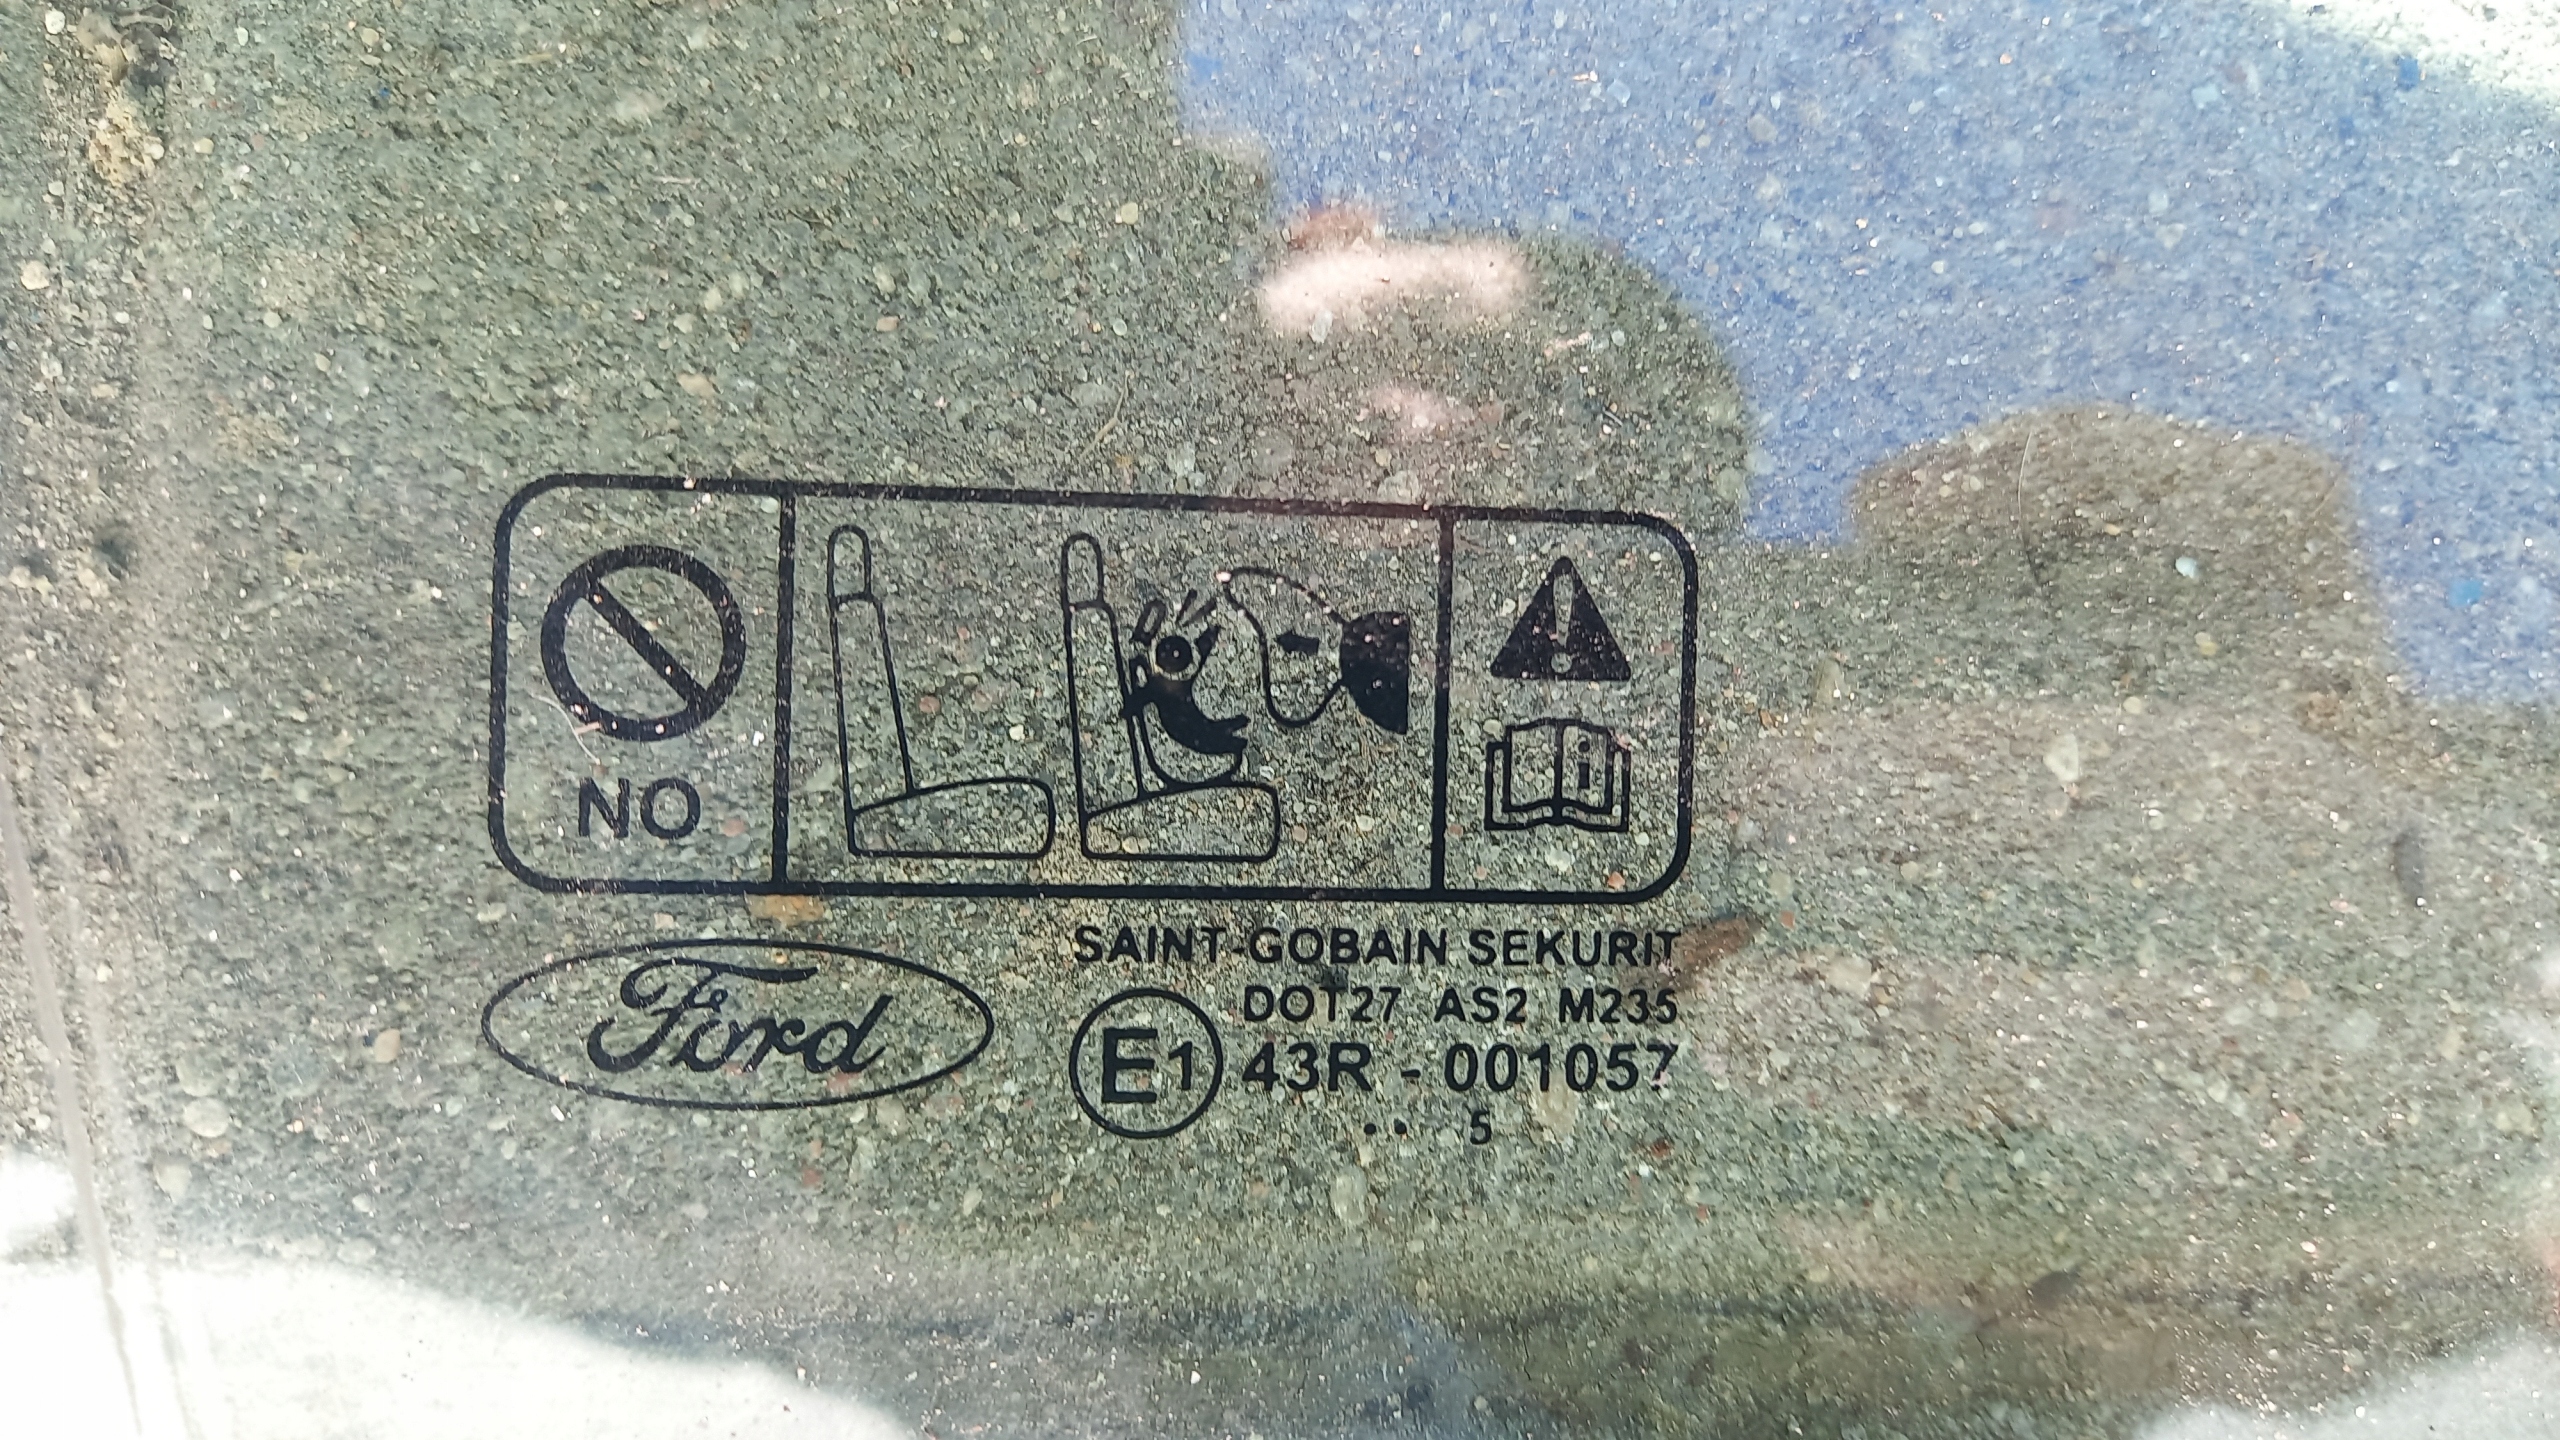 NO
i
Ford
SAINT-GOBAIN SEKURIT
DOT27 AS2 M235
E1 43R - 001057
.. 5